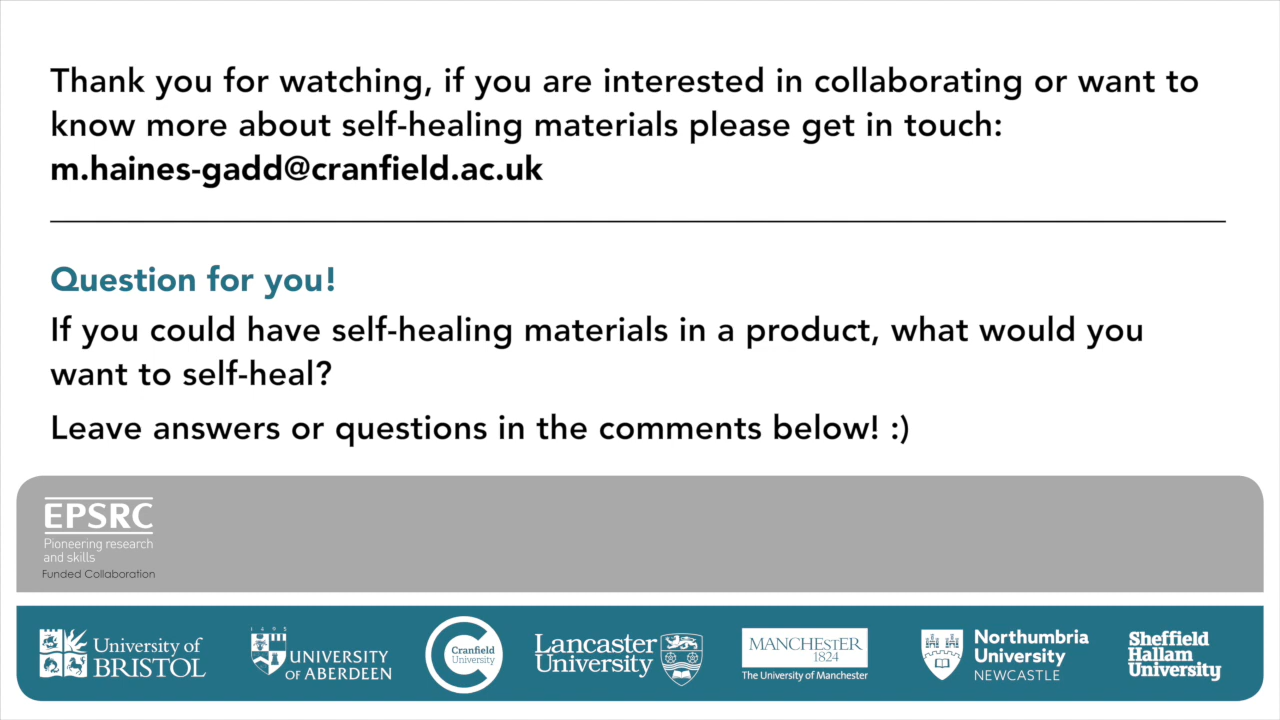 Thank you for watching, if you are interested in collaborating or want to
know more about self-healing materials please get in touch:
m.haines-gadd@cranfield.ac.uk
Question for you!
If you could have self-healing materials in a product, what would you
want to self-heal?
Leave answers or questions in the comments below! :)
EPSRC
Pioneering research
and skills
Funded Collaboration
University of
BRISTOL
1495
UNIVERSITY
OF ABERDEEN
Cranfield
University
Lancaster
University
MANCHESTER
1824
The University of Manchester
Northumbria
University
NEWCASTLE
Sheffield
Hallam
University